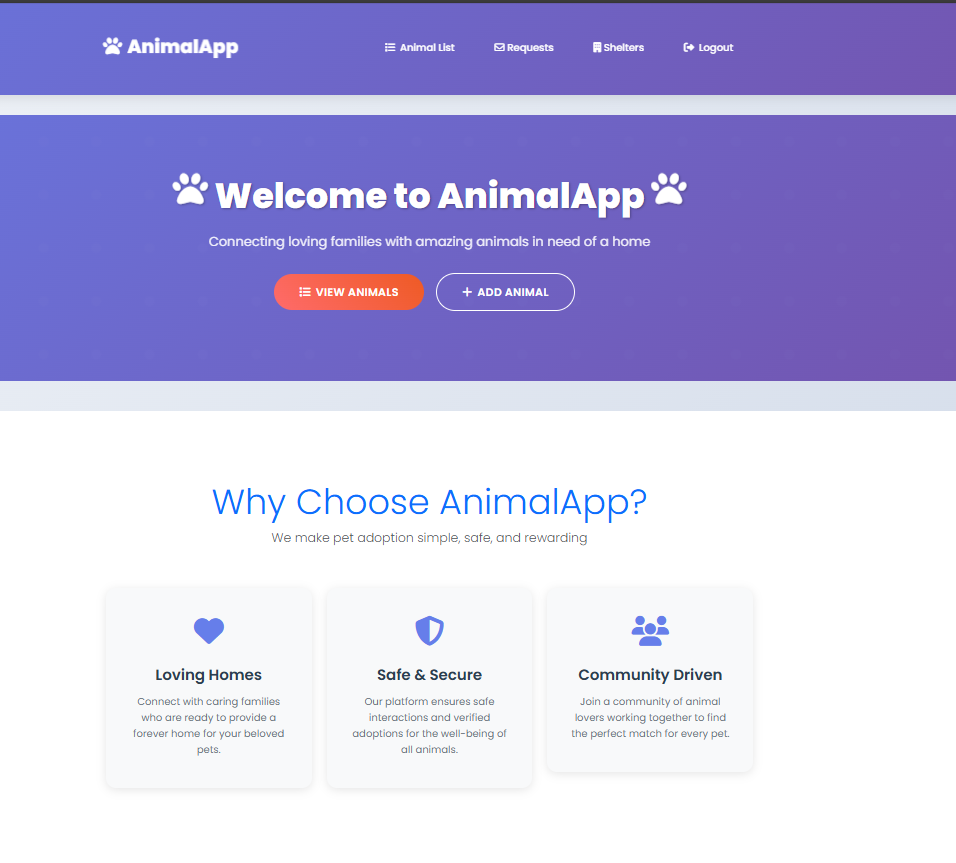 AnimalApp
Animal List
Requests
Shelters
Logout
Welcome to AnimalApp
Connecting loving families with amazing animals in need of a home
VIEW ANIMALS
ADD ANIMAL
Why Choose AnimalApp?
We make pet adoption simple, safe, and rewarding
Loving Homes
Connect with caring families
who are ready to provide a
forever home for your beloved
pets.
Safe & Secure
Our platform ensures safe
interactions and verified
adoptions for the well-being of
all animals.
Community Driven
Join a community of animal
lovers working together to find
the perfect match for every pet.